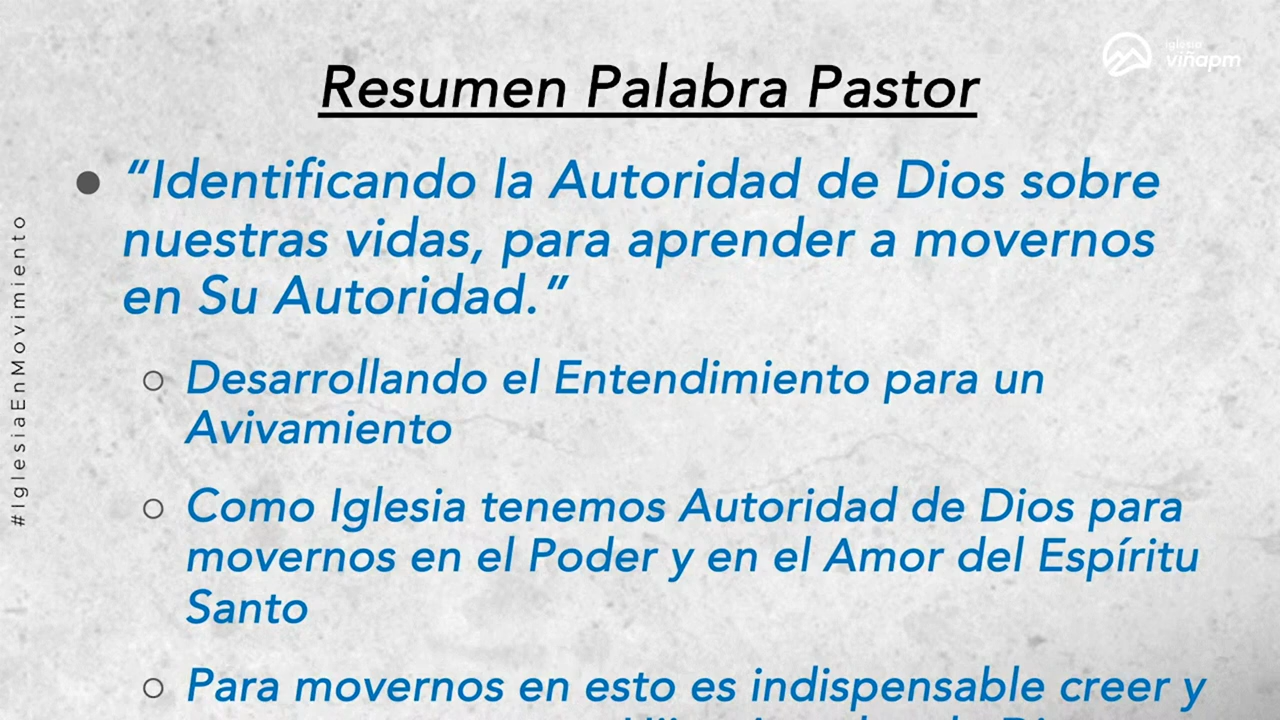 iglesia
viñapm
Resumen Palabra Pastor
“Identificando la Autoridad de Dios sobre
nuestras vidas, para aprender a movernos
en Su Autoridad.”
Desarrollando el Entendimiento para un
Avivamiento
Como Iglesia tenemos Autoridad de Dios para
movernos en el Poder y en el Amor del Espíritu
Santo
Para movernos en esto es indispensable creer y
#IglesiaEnMovimiento